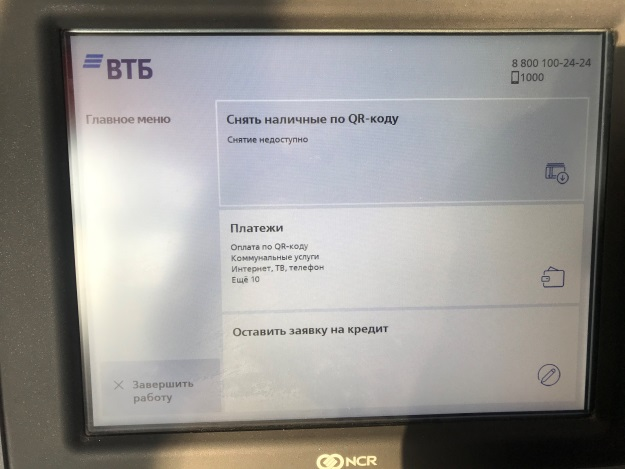 ВТБ
8 800 100-24-24
1000
Главное меню
Снять наличные по QR-коду
Снятие недоступно
Платежи
Оплата по QR-коду
Коммунальные услуги
Интернет, ТВ, телефон
Ещё 10
Оставить заявку на кредит
Завершить
работу
NCR